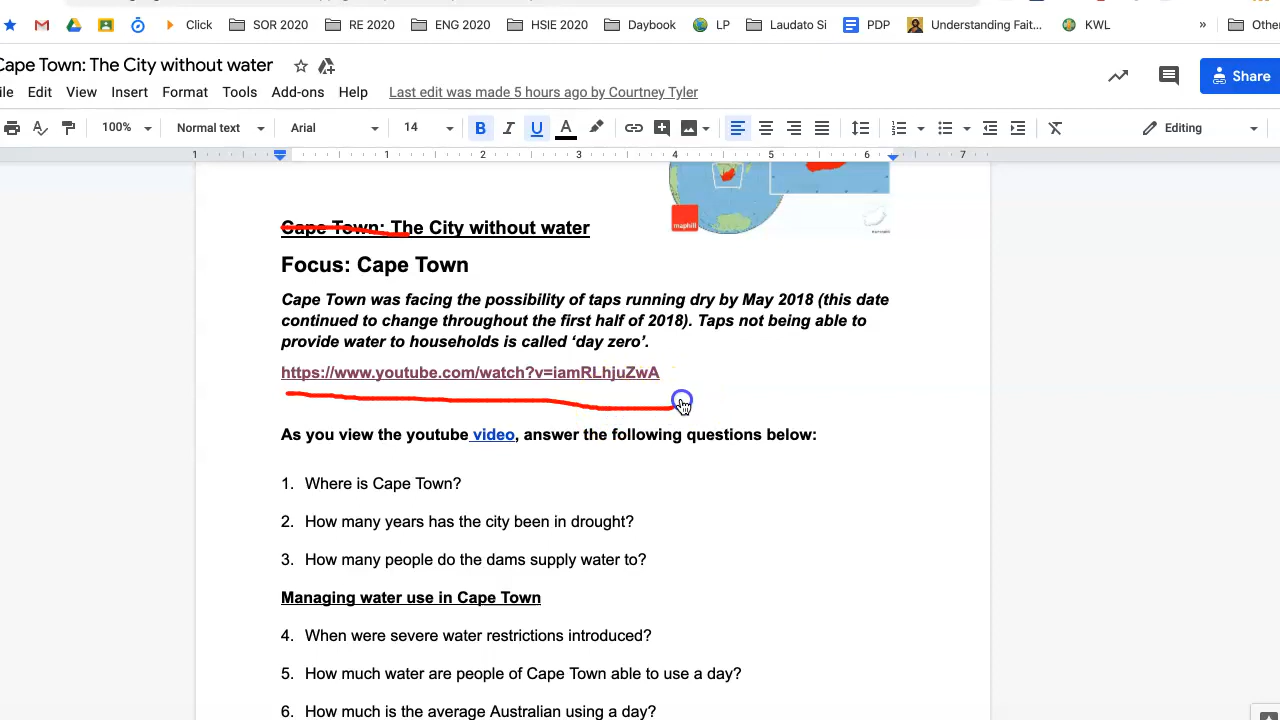 Click SOR 2020 RE 2020 ENG 2020 HSIE 2020 Daybook LP Laudato Si PDP Understanding Fait... KWL » Othe
Cape Town: The City without water
ile Edit View Insert Format Tools Add-ons Help Last edit was made 5 hours ago by Courtney Tyler
Share
100% Normal text Arial 14 B I U A Editing
1 1 2 3 4 5 6 7
maphill
Cape Town: The City without water
Focus: Cape Town
Cape Town was facing the possibility of taps running dry by May 2018 (this date
continued to change throughout the first half of 2018). Taps not being able to
provide water to households is called ‘day zero’.
https://www.youtube.com/watch?v=iamRLhjuZwA
As you view the youtube video, answer the following questions below:
1. Where is Cape Town?
2. How many years has the city been in drought?
3. How many people do the dams supply water to?
Managing water use in Cape Town
4. When were severe water restrictions introduced?
5. How much water are people of Cape Town able to use a day?
6. How much is the average Australian using a day?